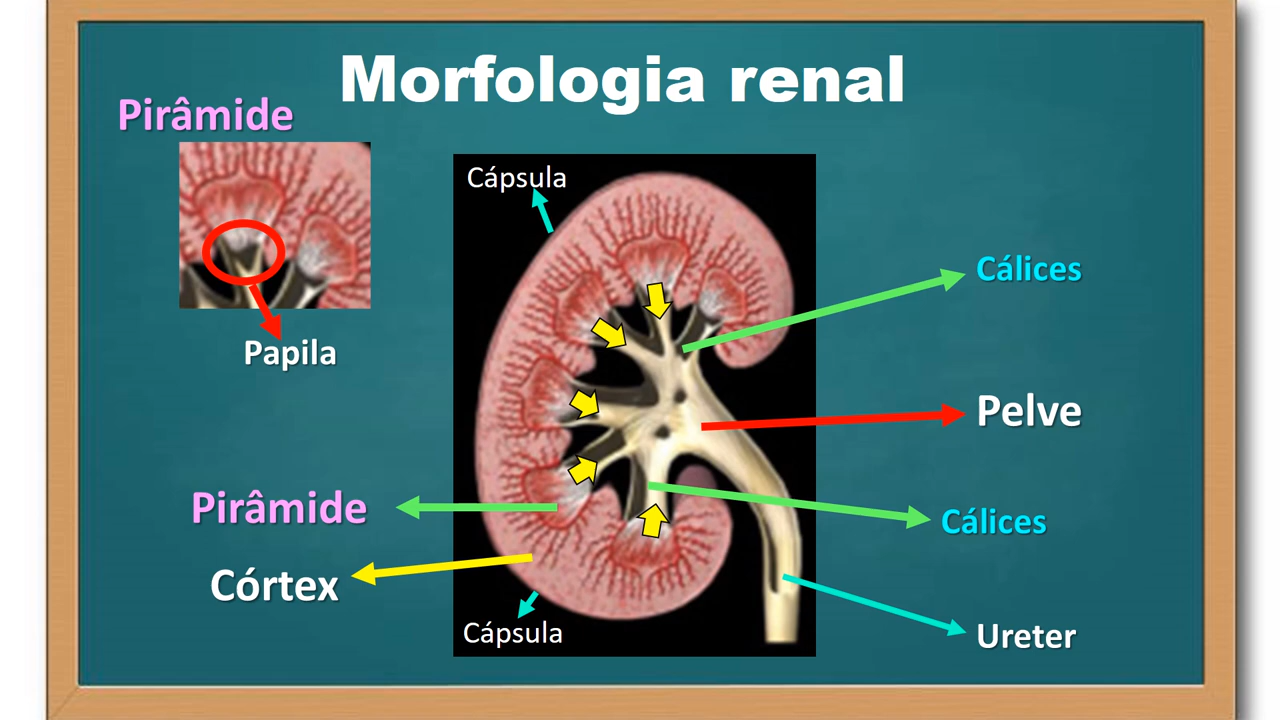 Morfologia renal
Pirâmide
Cápsula
Cálices
Papila
Pelve
Pirâmide
Cálices
Córtex
Cápsula
Ureter